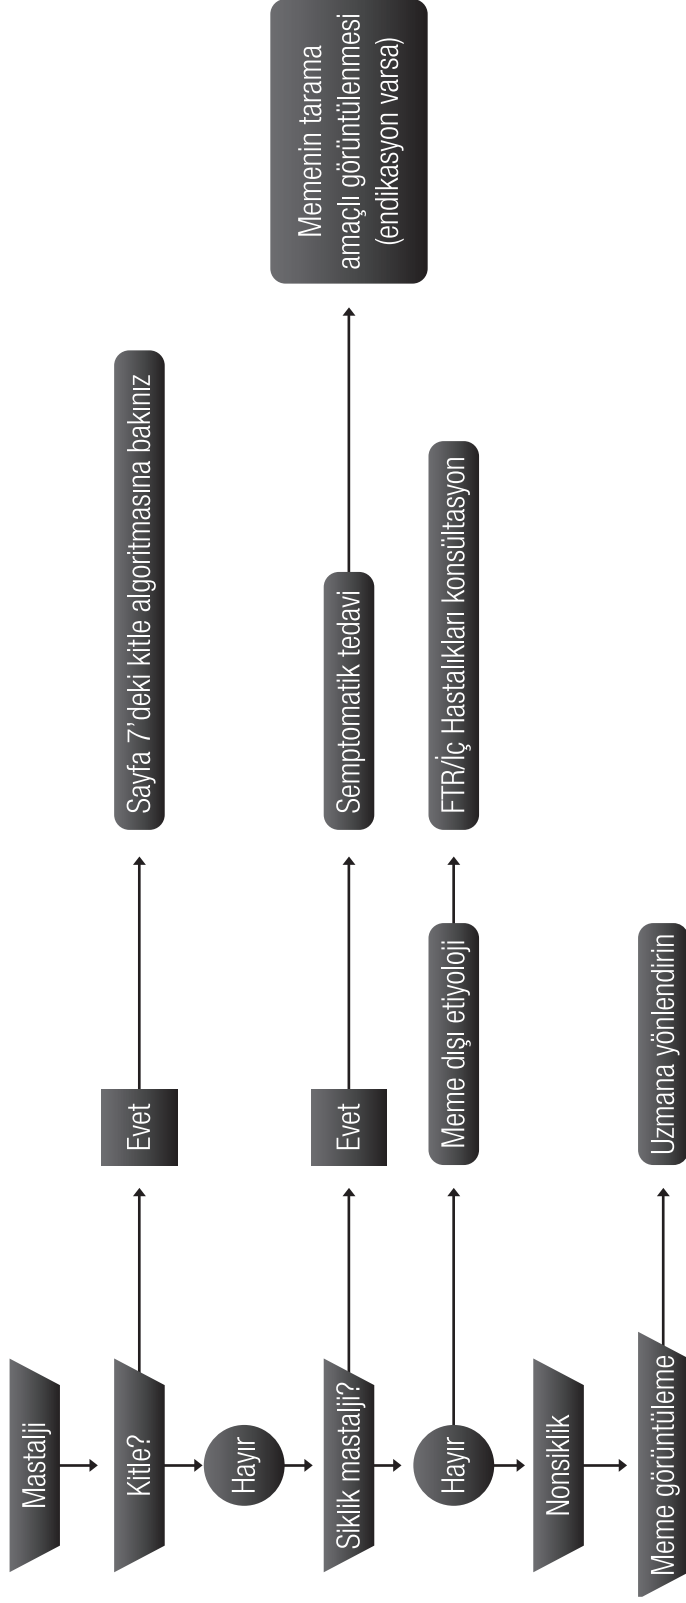 Mastalji
Kitle?
Evet
Sayfa 7'deki kitle algoritmasına bakınız
Hayır
Siklik mastalji?
Evet
Semptomatik tedavi
Memenin tarama
amaçlı görüntülenmesi
(endikasyon varsa)
Hayır
Meme dışı etiyoloji
FTR/İç Hastalıkları konsültasyon
Nonsiklik
Meme görüntüleme
Uzmana yönlendirin